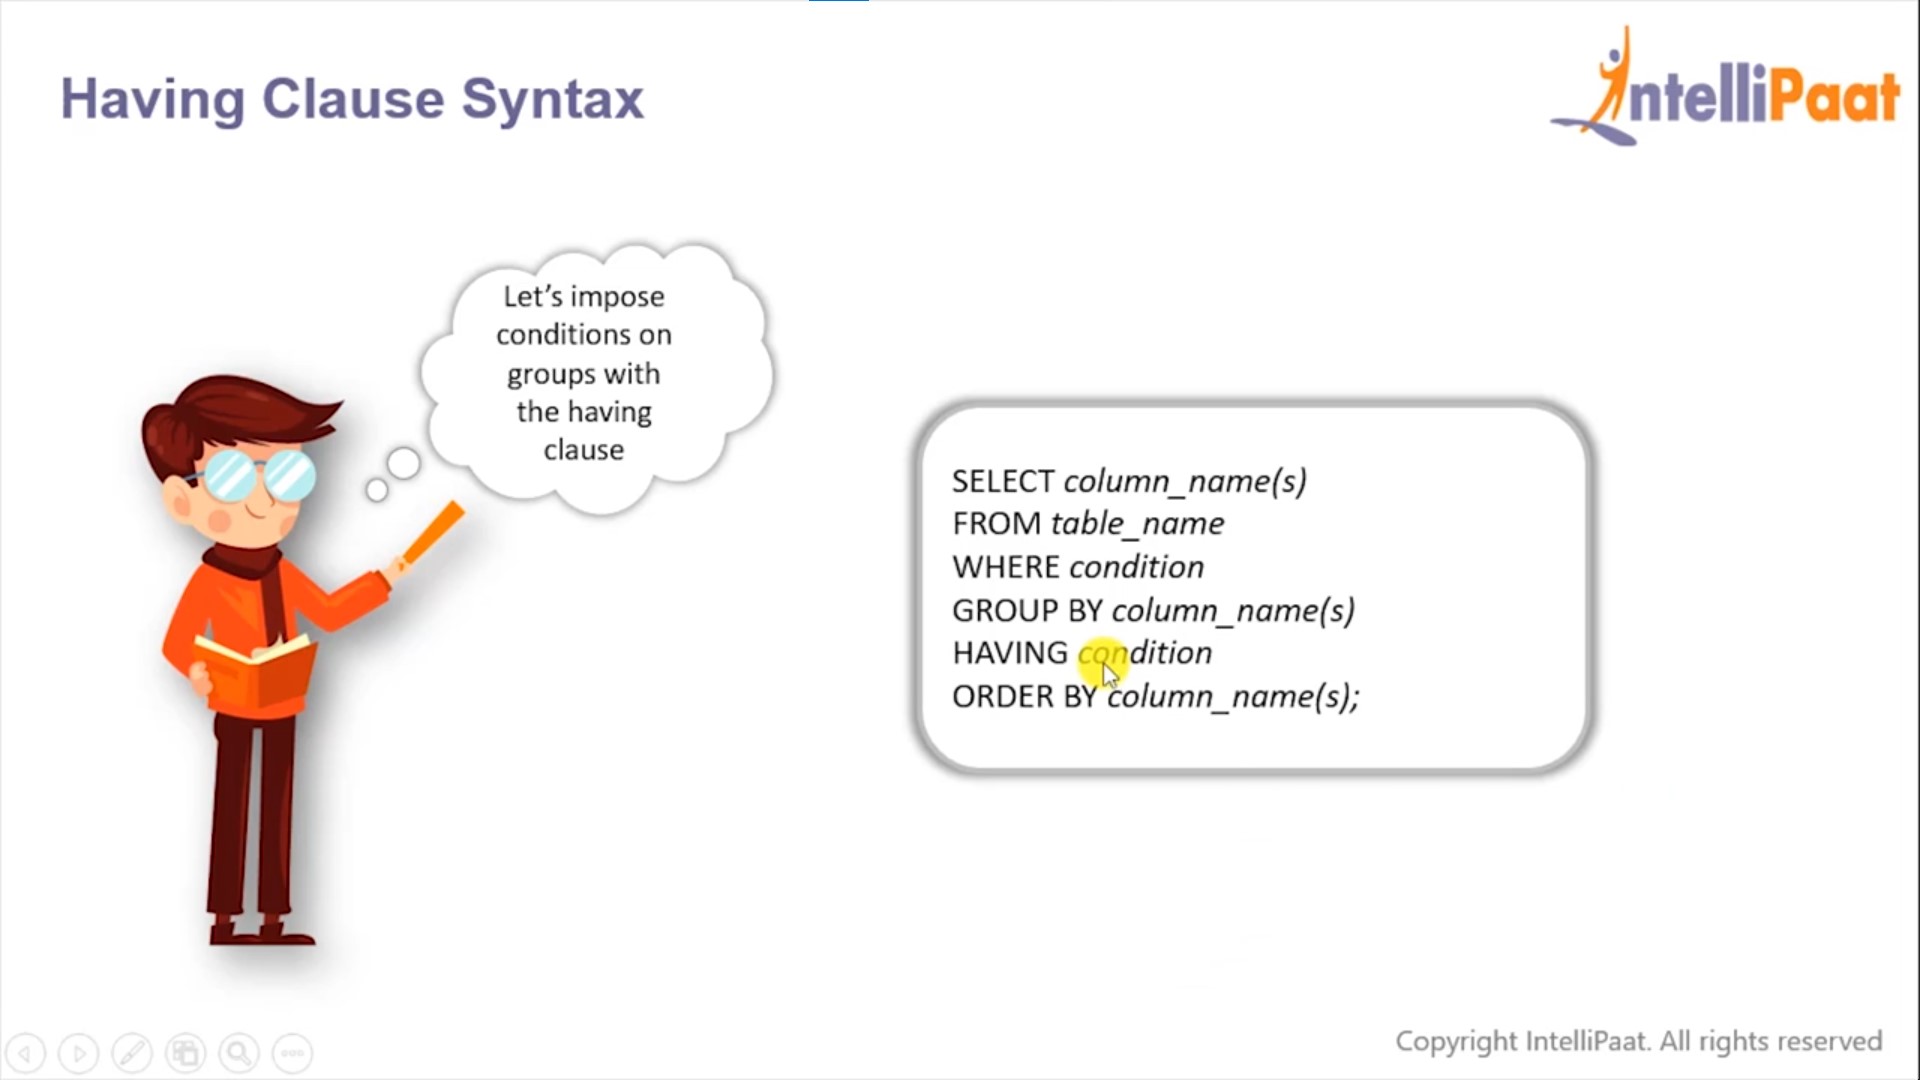 Having Clause Syntax
IntelliPaat
Let's impose
conditions on
groups with
the having
clause
SELECT column_name(s)
FROM table_name
WHERE condition
GROUP BY column_name(s)
HAVING condition
ORDER BY column_name(s);
Copyright IntelliPaat. All rights reserved